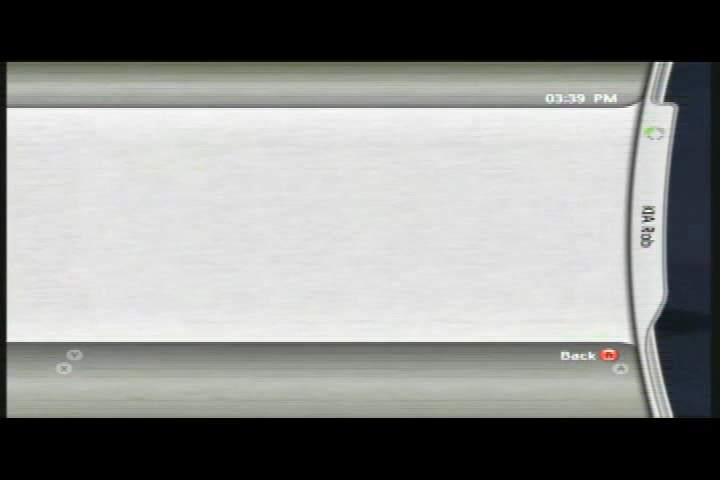 03:39 PM
KIA Rob
Back B
Y
X
A